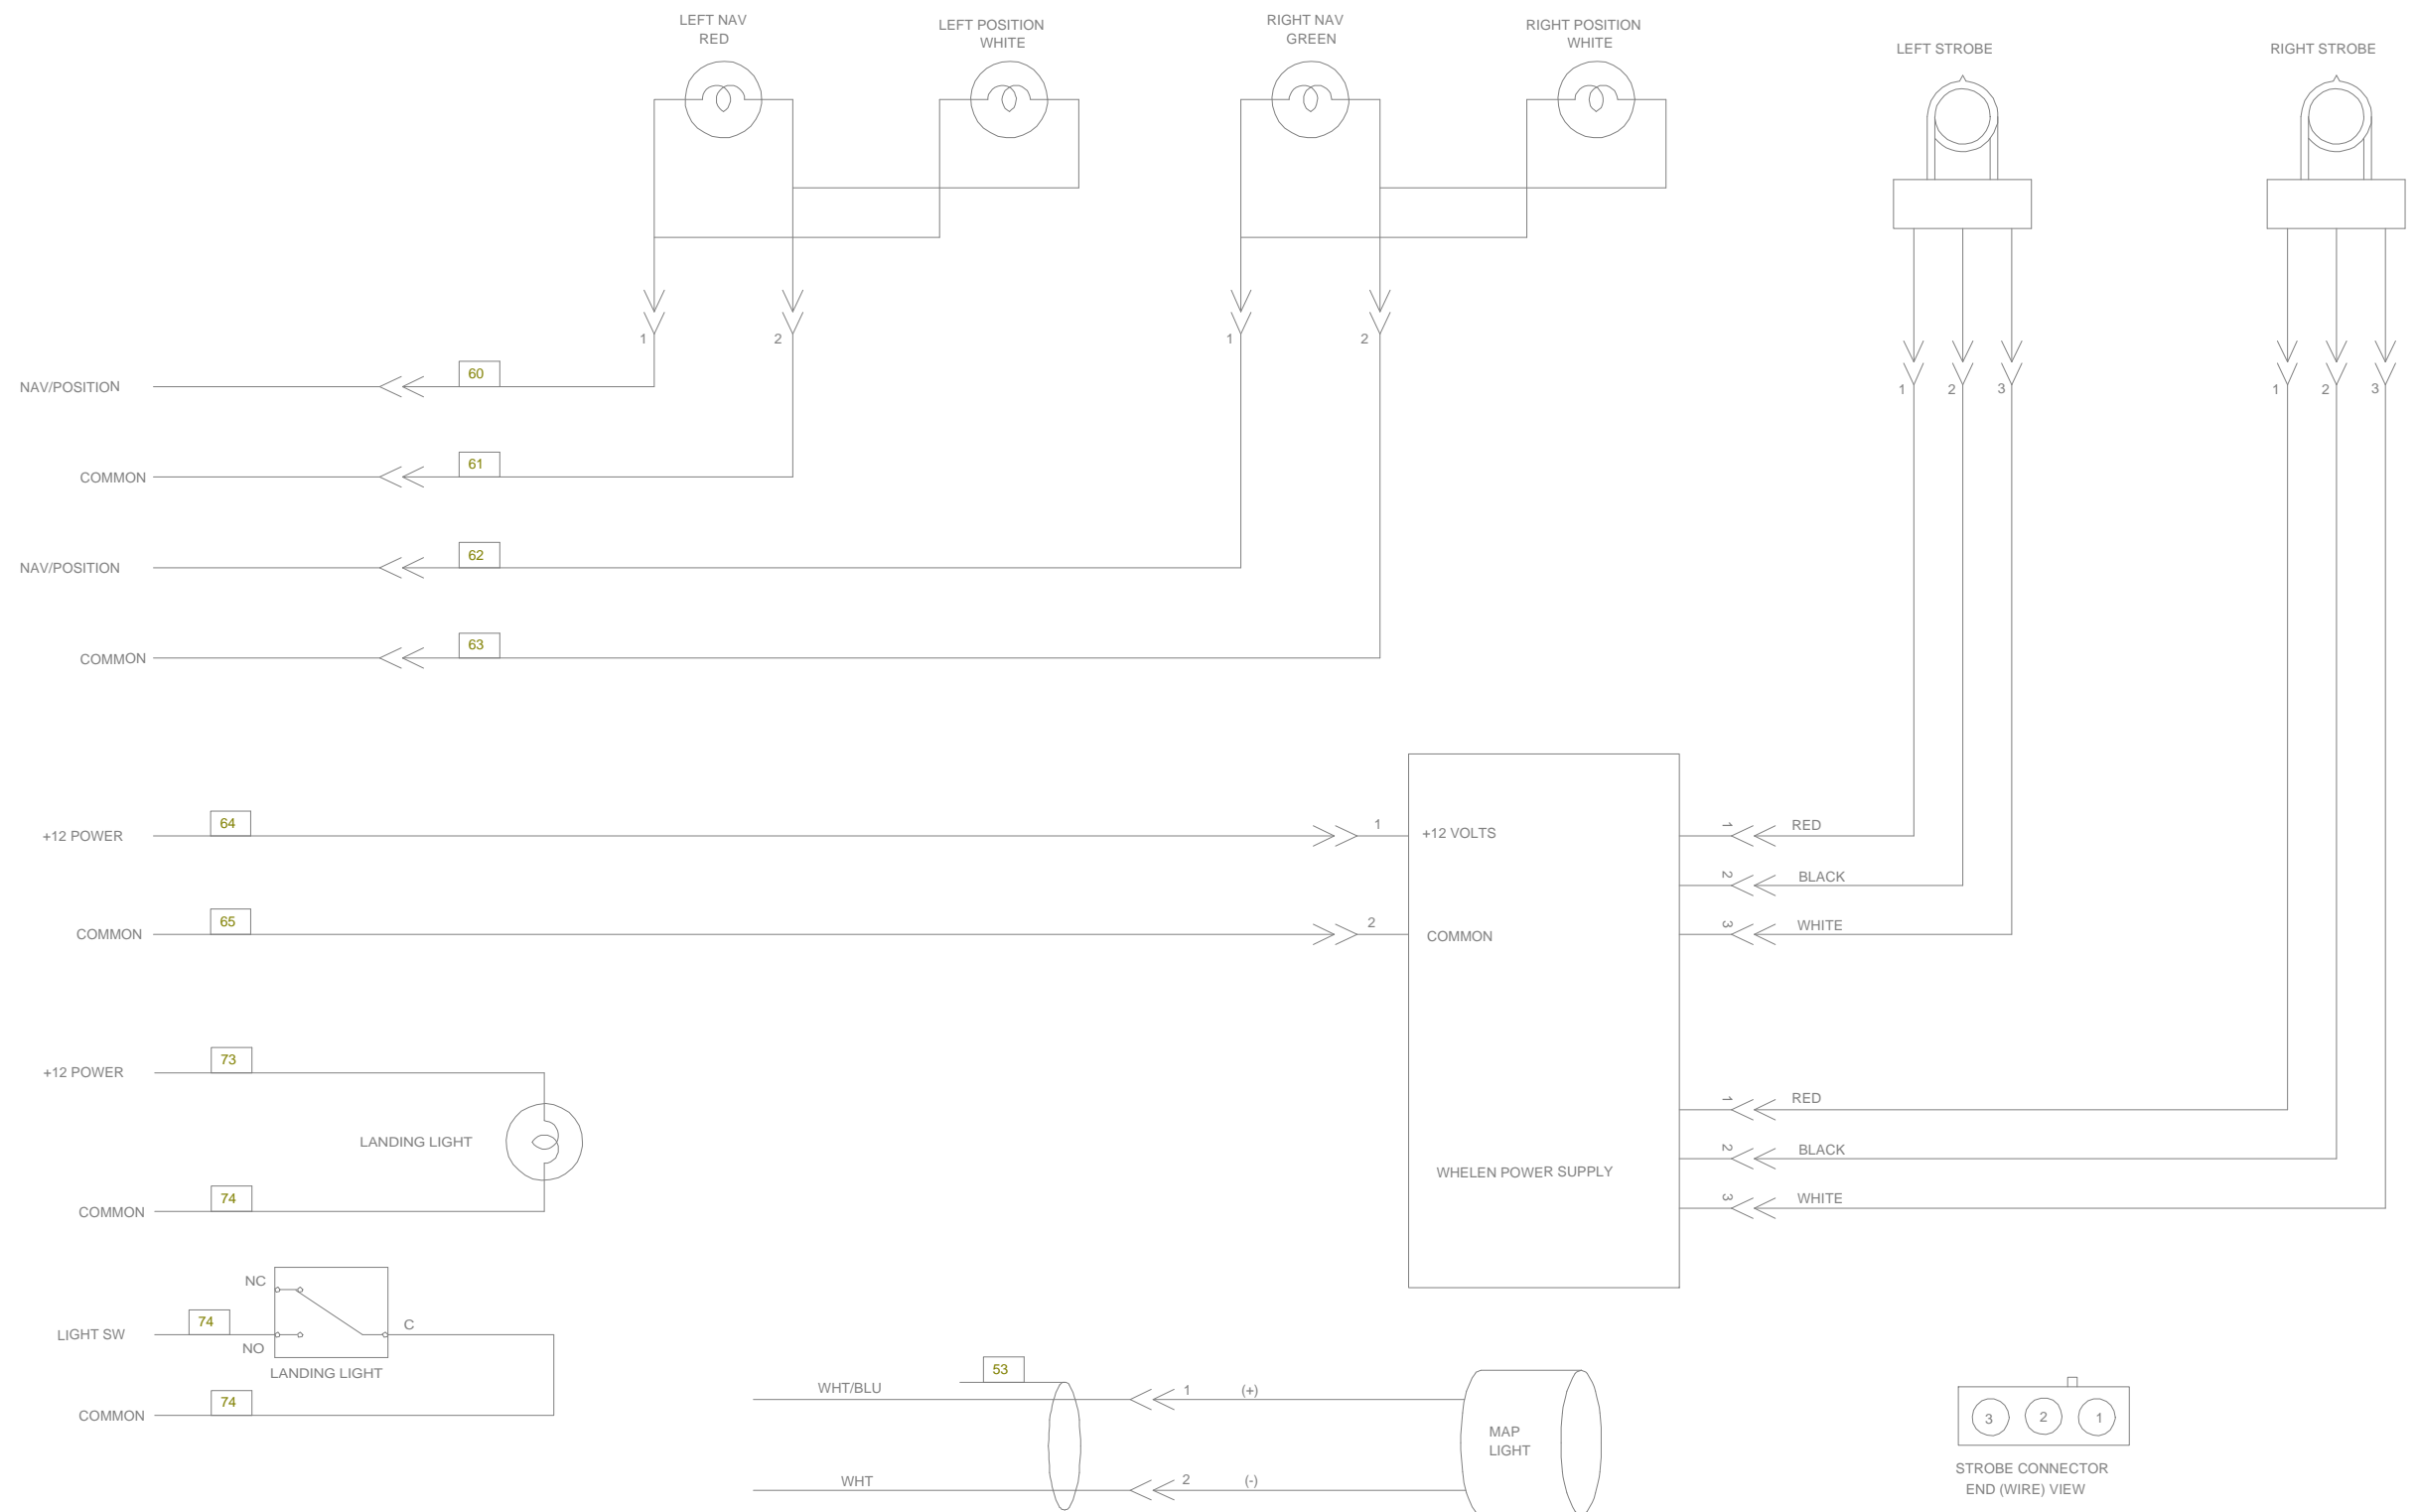 LEFT NAV
RED
LEFT POSITION
WHITE
RIGHT NAV
GREEN
RIGHT POSITION
WHITE
LEFT STROBE
RIGHT STROBE
1
2
1
2
1
2
3
1
2
3
NAV/POSITION
60
COMMON
61
NAV/POSITION
62
COMMON
63
+12 POWER
64
1
+12 VOLTS
1
RED
2
BLACK
COMMON
65
2
COMMON
3
WHITE
+12 POWER
73
1
RED
LANDING LIGHT
2
BLACK
WHELEN POWER SUPPLY
COMMON
74
3
WHITE
NC
LIGHT SW
74
C
NO
LANDING LIGHT
COMMON
74
53
WHT/BLU
1
(+)
MAP
LIGHT
WHT
2
(-)
3
2
1
STROBE CONNECTOR
END (WIRE) VIEW